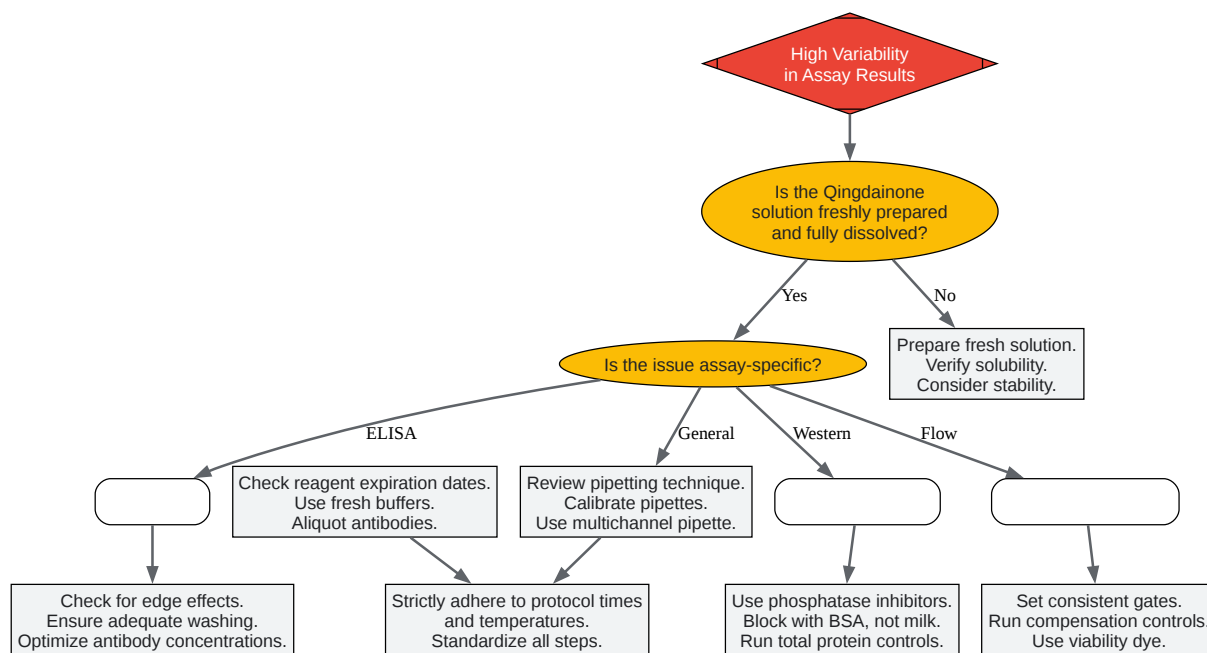 High Variability
in Assay Results
Is the Qingdainone
solution freshly prepared
and fully dissolved?
Yes
No
Prepare fresh solution.
Verify solubility.
Consider stability.
Is the issue assay-specific?
ELISA
General
Western
Flow
Check reagent expiration dates.
Use fresh buffers.
Aliquot antibodies.
Review pipetting technique.
Calibrate pipettes.
Use multichannel pipette.
Check for edge effects.
Ensure adequate washing.
Optimize antibody concentrations.
Strictly adhere to protocol times
and temperatures.
Standardize all steps.
Use phosphatase inhibitors.
Block with BSA, not milk.
Run total protein controls.
Set consistent gates.
Run compensation controls.
Use viability dye.